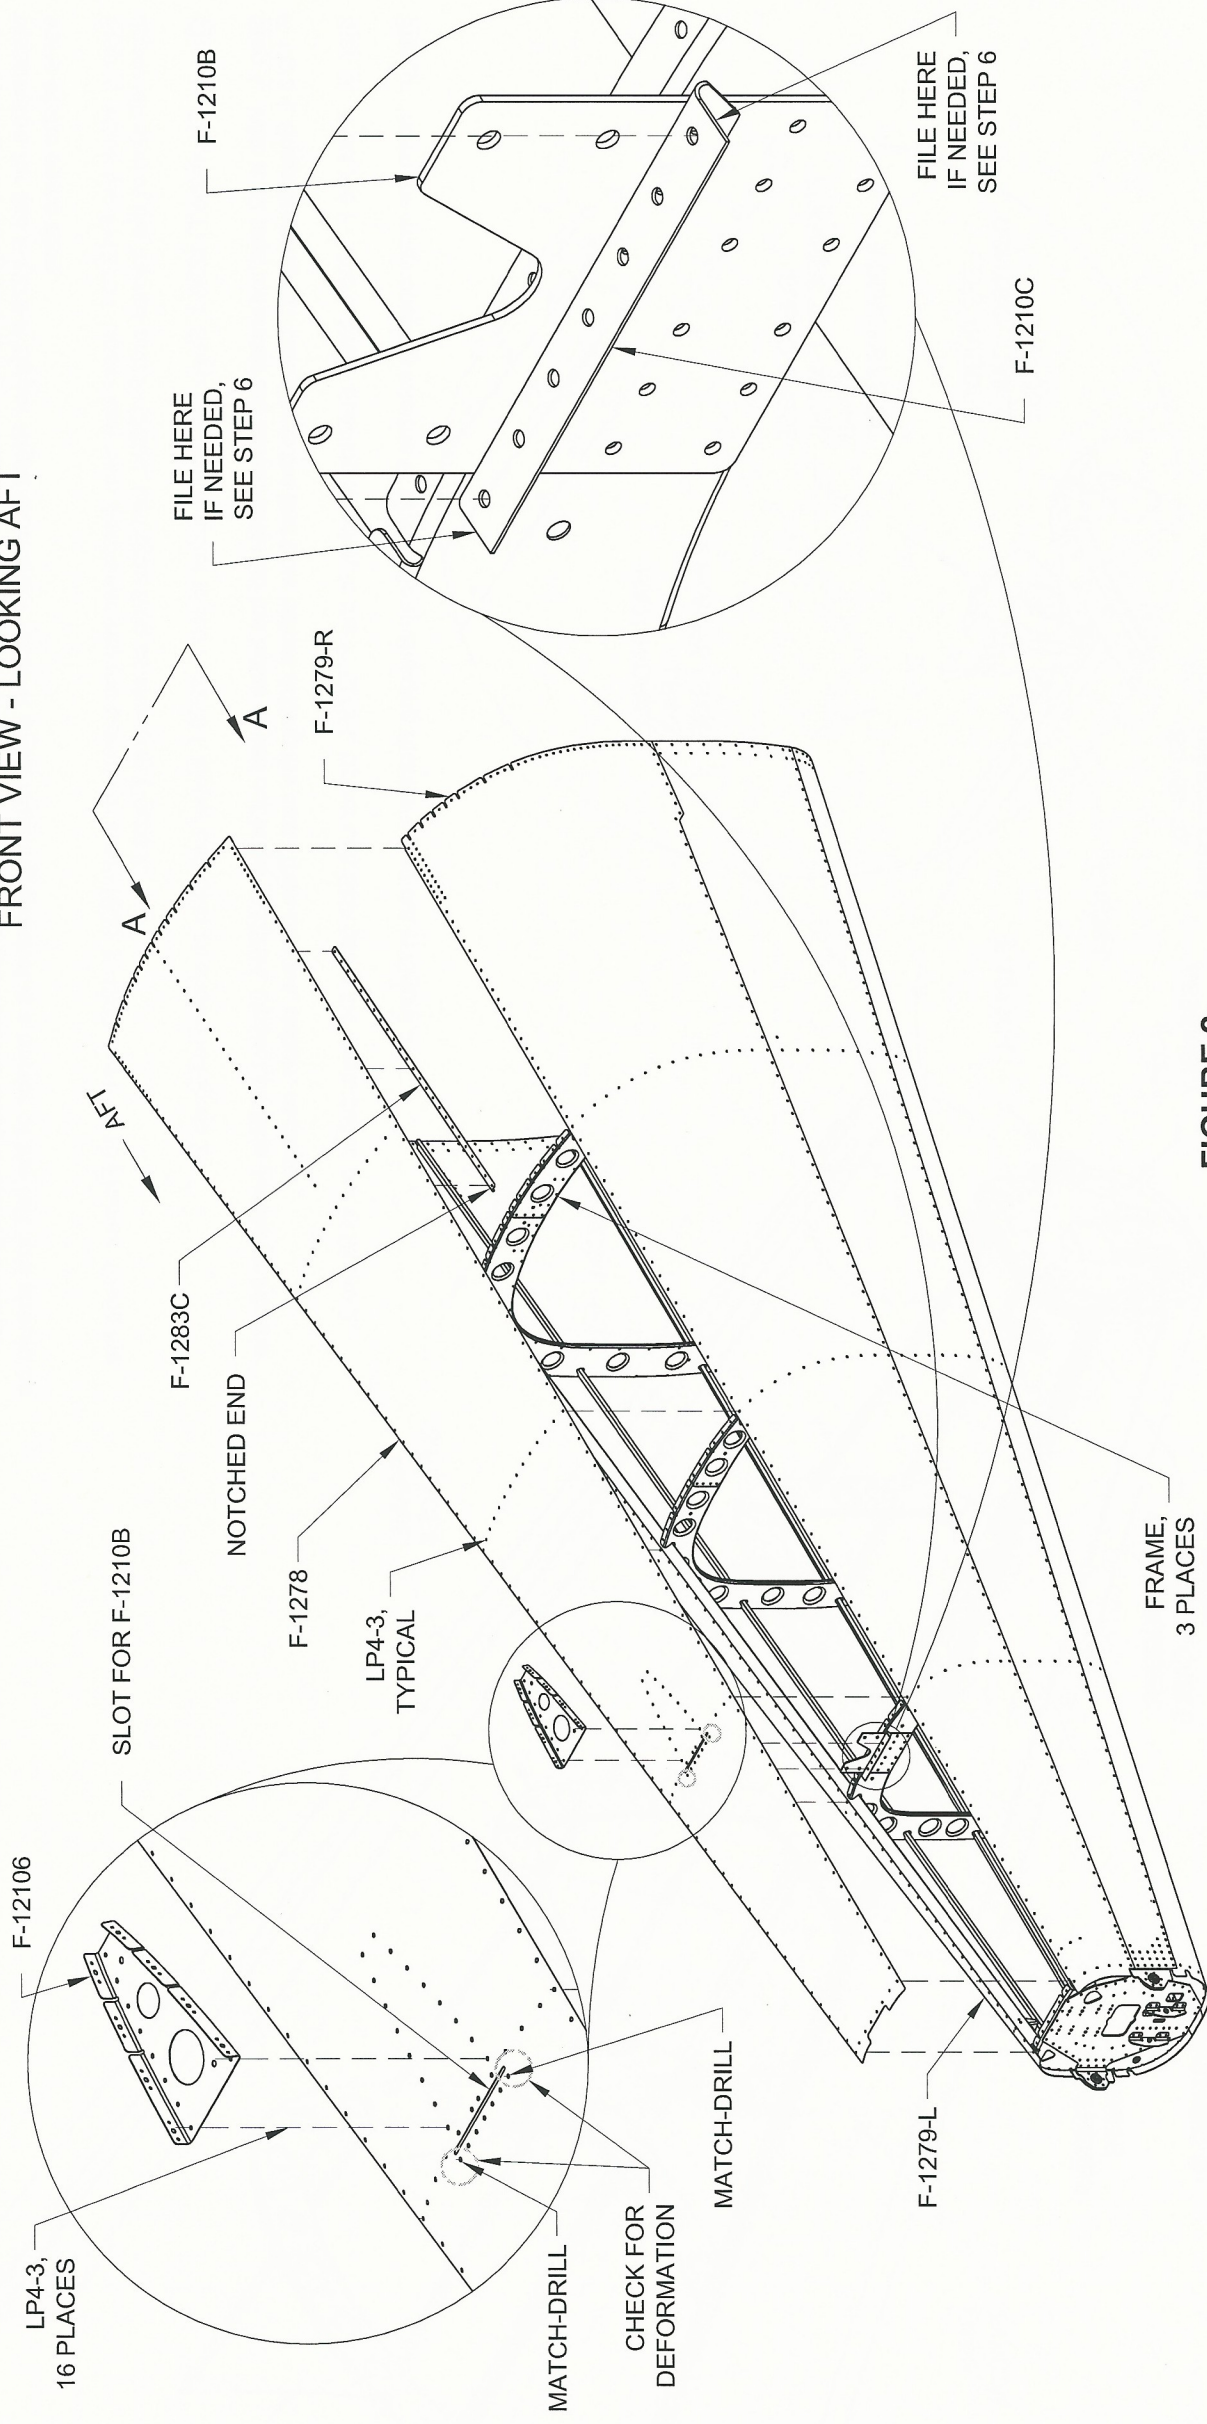 FRONT VIEW - LOOKING AFT
F-12106
LP4-3,
16 PLACES
SLOT FOR F-1210B
MATCH-DRILL
CHECK FOR
DEFORMATION
MATCH-DRILL
F-1278
LP4-3,
TYPICAL
NOTCHED END
F-1283C
AFT
A
A
F-1279-R
F-1279-L
FRAME,
3 PLACES
F-1210B
FILE HERE
IF NEEDED,
SEE STEP 6
FILE HERE
IF NEEDED,
SEE STEP 6
F-1210C